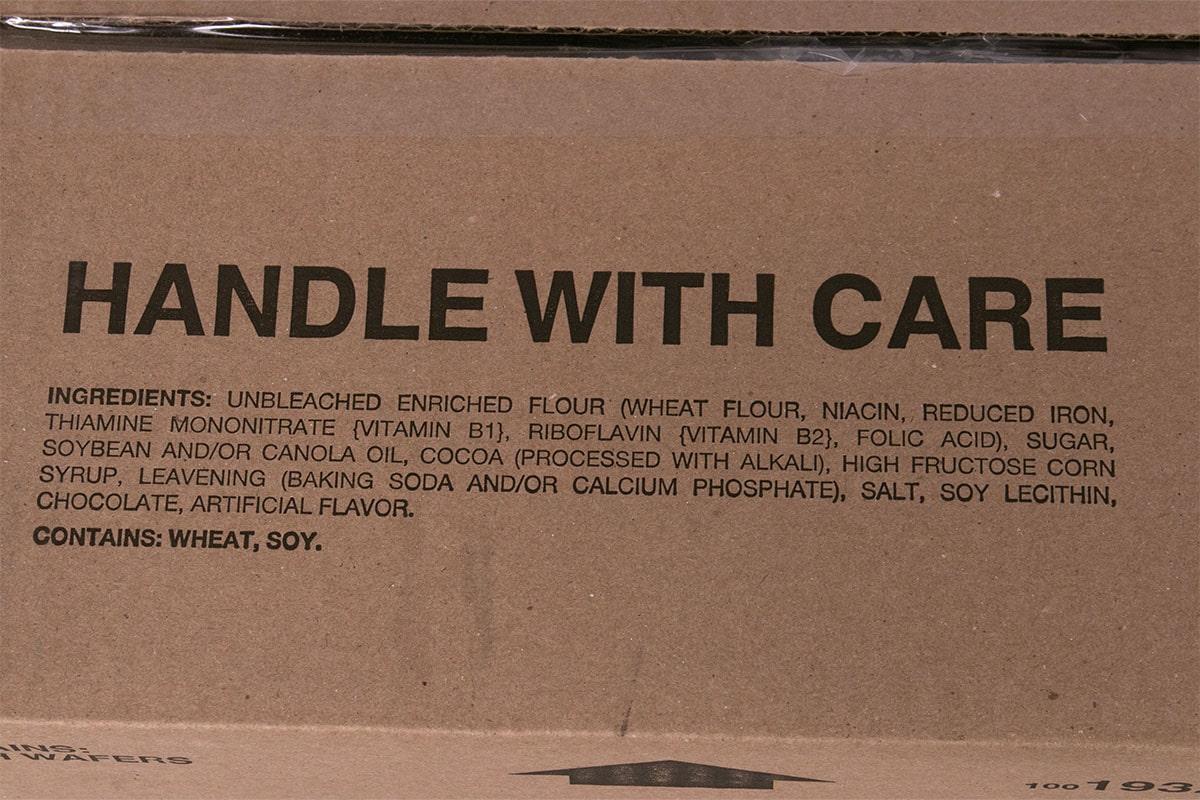 HANDLE WITH CARE
INGREDIENTS: UNBLEACHED ENRICHED FLOUR (WHEAT FLOUR, NIACIN, REDUCED IRON,
THIAMINE MONONITRATE {VITAMIN B1}, RIBOFLAVIN {VITAMIN B2}, FOLIC ACID), SUGAR,
SOYBEAN AND/OR CANOLA OIL, COCOA (PROCESSED WITH ALKALI), HIGH FRUCTOSE CORN
SYRUP, LEAVENING (BAKING SODA AND/OR CALCIUM PHOSPHATE), SALT, SOY LECITHIN,
CHOCOLATE, ARTIFICIAL FLAVOR.
CONTAINS: WHEAT, SOY.
WAFERS